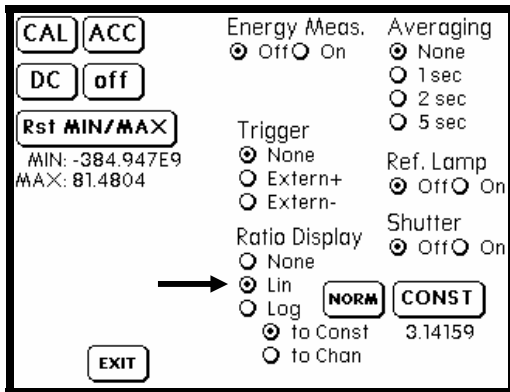 CAL ACC
DC off
Rst MIN/MAX
MIN: -384.947E9
MAX: 81.4804
EXIT
Energy Meas.
Off On
Trigger
None
Extern+
Extern-
Ratio Display
None
Lin
Log
to Const
to Chan
NORM CONST
3.14159
Averaging
None
1 sec
2 sec
5 sec
Ref. Lamp
Off On
Shutter
Off On